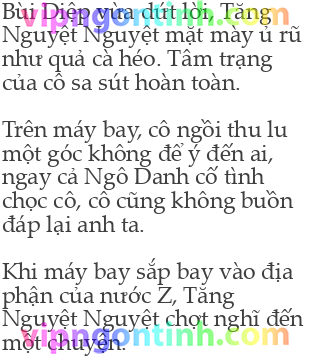 Bùi Diệp vừa dứt lời, Tăng
Nguyệt Nguyệt mặt mày ủ rũ
như quả cà héo. Tâm trạng
của cô sa sút hoàn toàn.
Trên máy bay, cô ngồi thu lu
một góc không để ý đến ai,
ngay cả Ngô Danh cố tình
chọc cô, cô cũng không buồn
đáp lại anh ta.
Khi máy bay sắp bay vào địa
phận của nước Z, Tăng
Nguyệt Nguyệt chợt nghĩ đến
một chuyện.
vipngontinh.com
vipngontinh.com